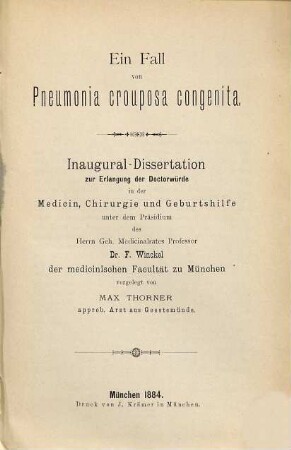 Ein Fall
von
Pneumonia crouposa congenita.
Inaugural-Dissertation
zur Erlangung der Doctorwürde
in der
Medicin, Chirurgie und Geburtshilfe
unter dem Präsidium
des
Herrn Geh. Medicinalrates Professor
Dr. F. Winckel
der medicinischen Facultät zu München
vorgelegt von
MAX THORNER
approb. Arzt aus Geestemünde.
München 1884.
Druck von J. Krämer in München.